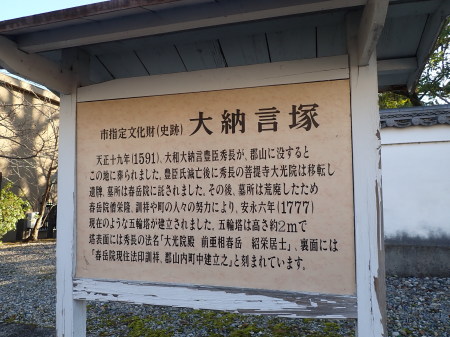 市指定文化財(史跡) 大納言塚
天正十九年(1591)、大和大納言豊臣秀長が、郡山に没すると
この地に葬られました。豊臣氏滅亡後に秀長の菩提寺大光院は移転し
遺牌、墓所は春岳院に託されました。その後、墓所は荒廃したため
春岳院僧栄隆、訓祥や町の人々の努力により、安永六年(1777)
現在のような五輪塔が建立されました。五輪塔は高さ約2mで
塔表面には秀長の法名「大光院殿 前亜相春岳 紹栄居士」、裏面には
「春岳院現住法印訓祥、郡山内町中建立之」と刻まれています。